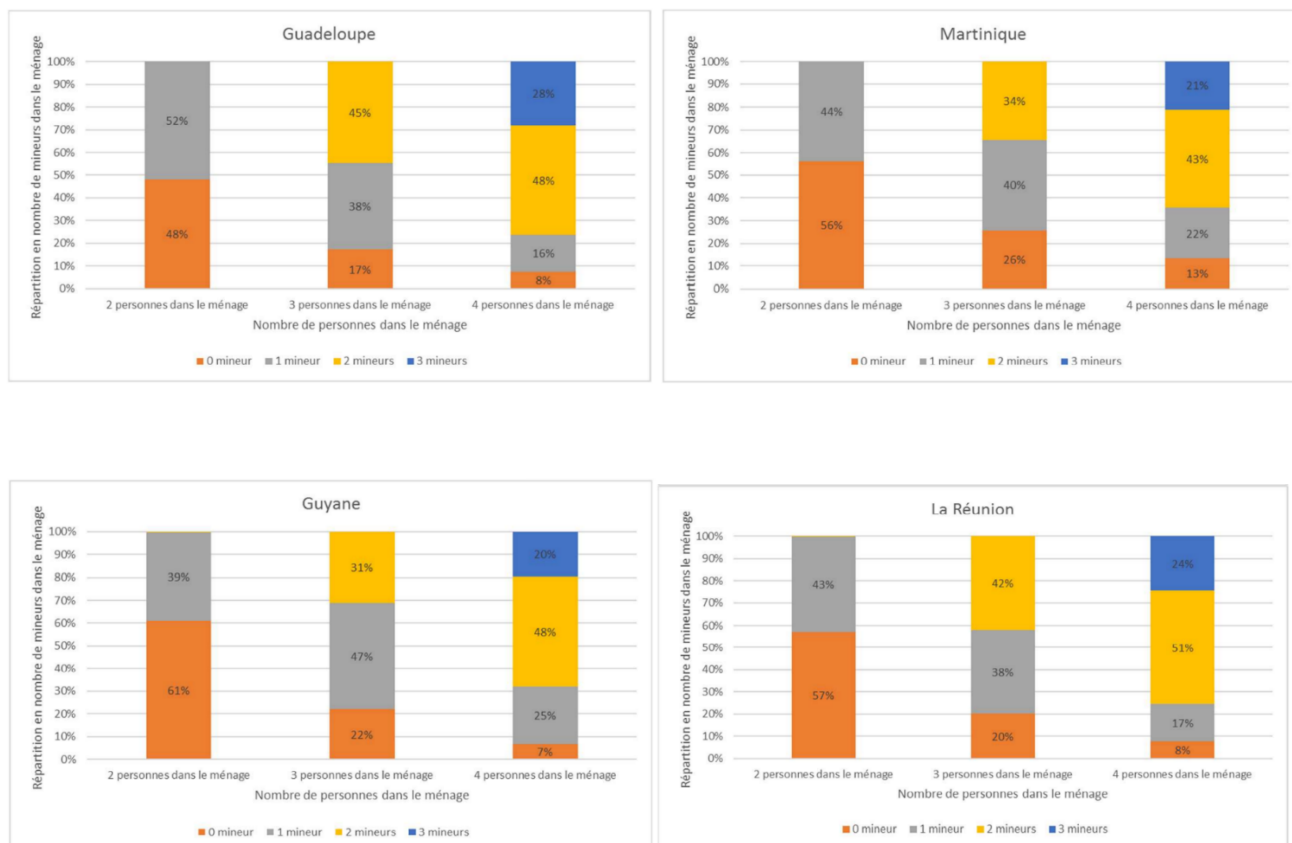 Guadeloupe
Répartition en nombre de mineurs dans le ménage
100%
90%
80%
70%
60%
50%
40%
30%
20%
10%
0%
52%
48%
45%
38%
17%
28%
48%
16%
8%
2 personnes dans le ménage
3 personnes dans le ménage
4 personnes dans le ménage
Nombre de personnes dans le ménage
0 mineur
1 mineur
2 mineurs
3 mineurs
Martinique
Répartition en nombre de mineurs dans le ménage
100%
90%
80%
70%
60%
50%
40%
30%
20%
10%
0%
44%
56%
34%
40%
26%
21%
43%
22%
13%
2 personnes dans le ménage
3 personnes dans le ménage
4 personnes dans le ménage
Nombre de personnes dans le ménage
0 mineur
1 mineur
2 mineurs
3 mineurs
Guyane
Répartition en nombre de mineurs dans le ménage
100%
90%
80%
70%
60%
50%
40%
30%
20%
10%
0%
39%
61%
31%
47%
22%
20%
48%
25%
7%
2 personnes dans le ménage
3 personnes dans le ménage
4 personnes dans le ménage
Nombre de personnes dans le ménage
0 mineur
1 mineur
2 mineurs
3 mineurs
La Réunion
Répartition en nombre de mineurs dans le ménage
100%
90%
80%
70%
60%
50%
40%
30%
20%
10%
0%
43%
57%
42%
38%
20%
24%
51%
17%
8%
2 personnes dans le ménage
3 personnes dans le ménage
4 personnes dans le ménage
Nombre de personnes dans le ménage
0 mineur
1 mineur
2 mineurs
3 mineurs